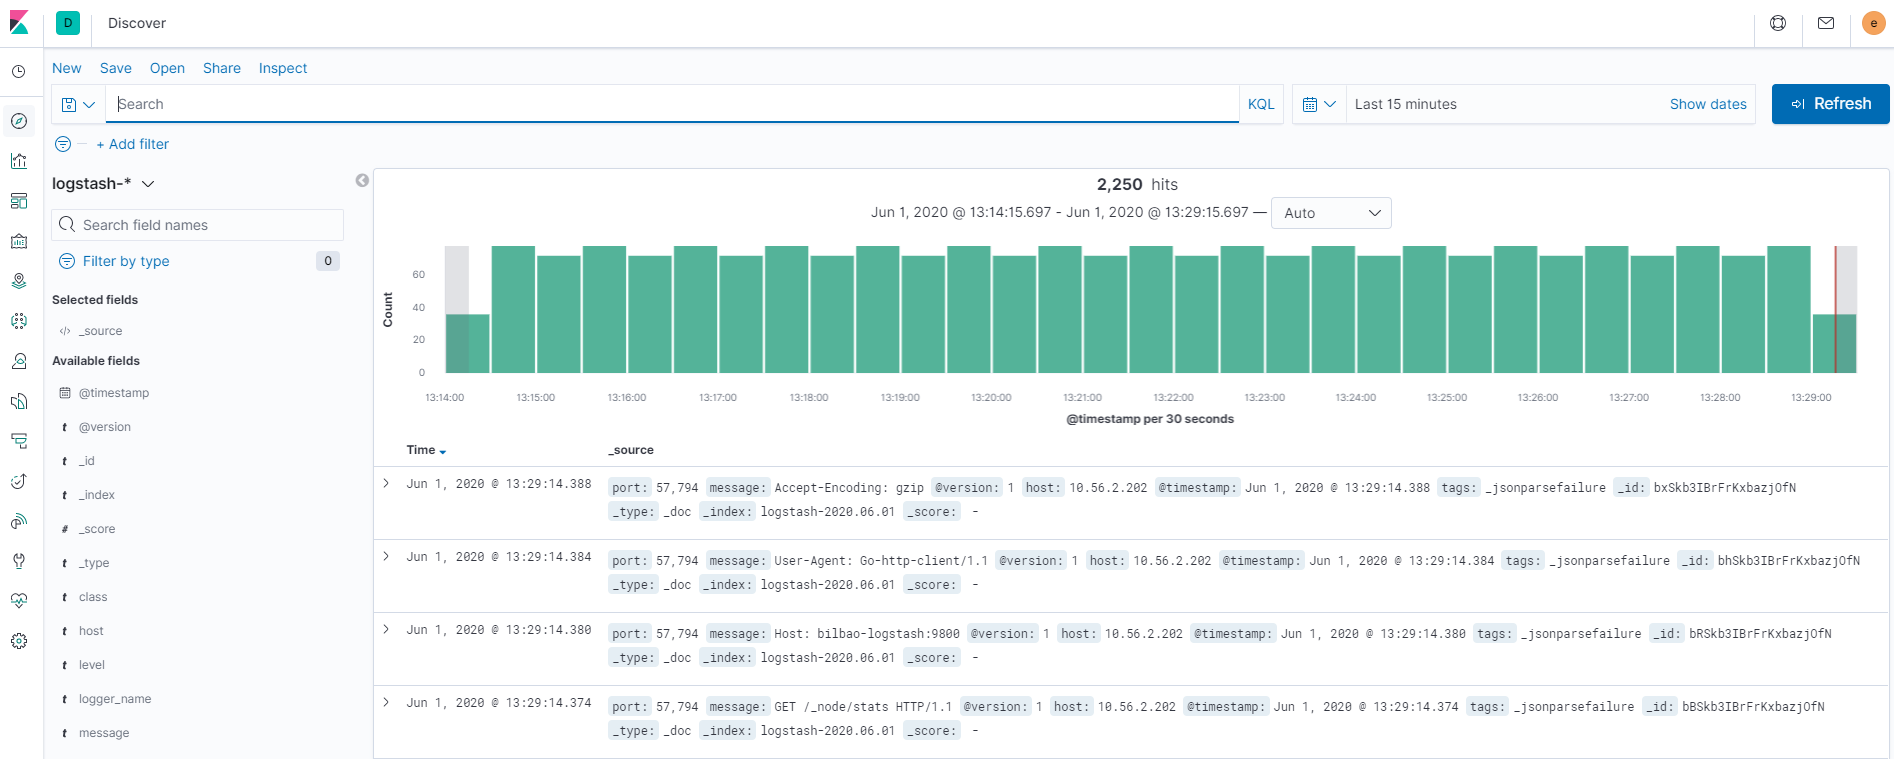 D Discover e
New Save Open Share Inspect
Search KQL Last 15 minutes Show dates Refresh
+ Add filter
logstash-*
Search field names
Filter by type 0
Selected fields
_source
Available fields
@timestamp
t @version
t _id
t _index
# _score
t _type
t class
t host
t level
t logger_name
t message
2,250 hits
Jun 1, 2020 @ 13:14:15.697 - Jun 1, 2020 @ 13:29:15.697 — Auto
Count
60
40
20
0
13:14:00 13:15:00 13:16:00 13:17:00 13:18:00 13:19:00 13:20:00 13:21:00 13:22:00 13:23:00 13:24:00 13:25:00 13:26:00 13:27:00 13:28:00 13:29:00
@timestamp per 30 seconds
Time _source
Jun 1, 2020 @ 13:29:14.388 port: 57,794 message: Accept-Encoding: gzip @version: 1 host: 10.56.2.202 @timestamp: Jun 1, 2020 @ 13:29:14.388 tags: _jsonparsefailure _id: bxSkb3IBrFrKxbazjOfN
_type: _doc _index: logstash-2020.06.01 _score: -
Jun 1, 2020 @ 13:29:14.384 port: 57,794 message: User-Agent: Go-http-client/1.1 @version: 1 host: 10.56.2.202 @timestamp: Jun 1, 2020 @ 13:29:14.384 tags: _jsonparsefailure _id: bhSkb3IBrFrKxbazjOfN
_type: _doc _index: logstash-2020.06.01 _score: -
Jun 1, 2020 @ 13:29:14.380 port: 57,794 message: Host: bilbao-logstash:9800 @version: 1 host: 10.56.2.202 @timestamp: Jun 1, 2020 @ 13:29:14.380 tags: _jsonparsefailure _id: bRSkb3IBrFrKxbazjOfN
_type: _doc _index: logstash-2020.06.01 _score: -
Jun 1, 2020 @ 13:29:14.374 port: 57,794 message: GET /_node/stats HTTP/1.1 @version: 1 host: 10.56.2.202 @timestamp: Jun 1, 2020 @ 13:29:14.374 tags: _jsonparsefailure _id: bBSkb3IBrFrKxbazjOfN
_type: _doc _index: logstash-2020.06.01 _score: -